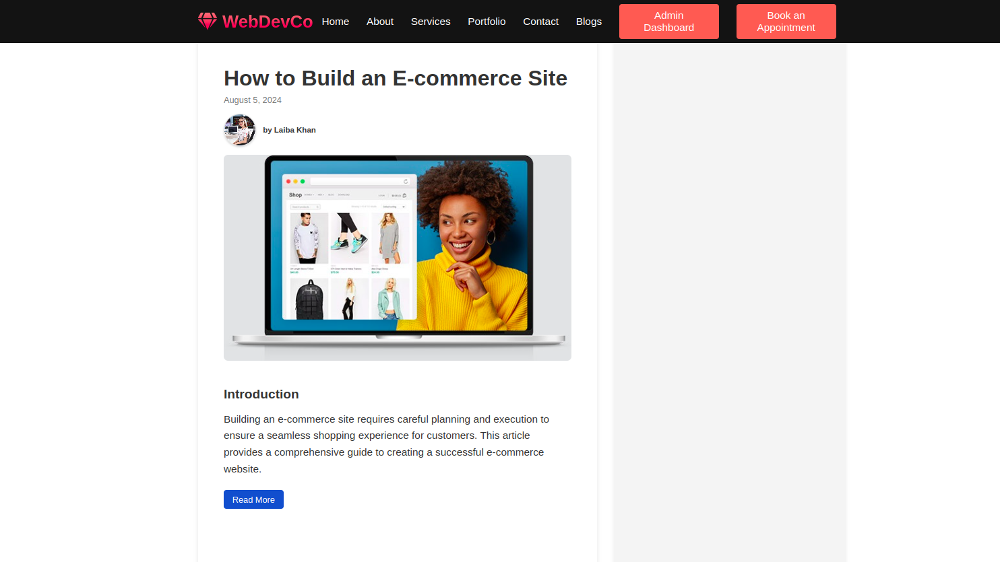 WebDevCo
Home
About
Services
Portfolio
Contact
Blogs
Admin
Dashboard
Book an
Appointment
How to Build an E-commerce Site
August 5, 2024
by Laiba Khan
Shop
Introduction
Building an e-commerce site requires careful planning and execution to
ensure a seamless shopping experience for customers. This article
provides a comprehensive guide to creating a successful e-commerce
website.
Read More